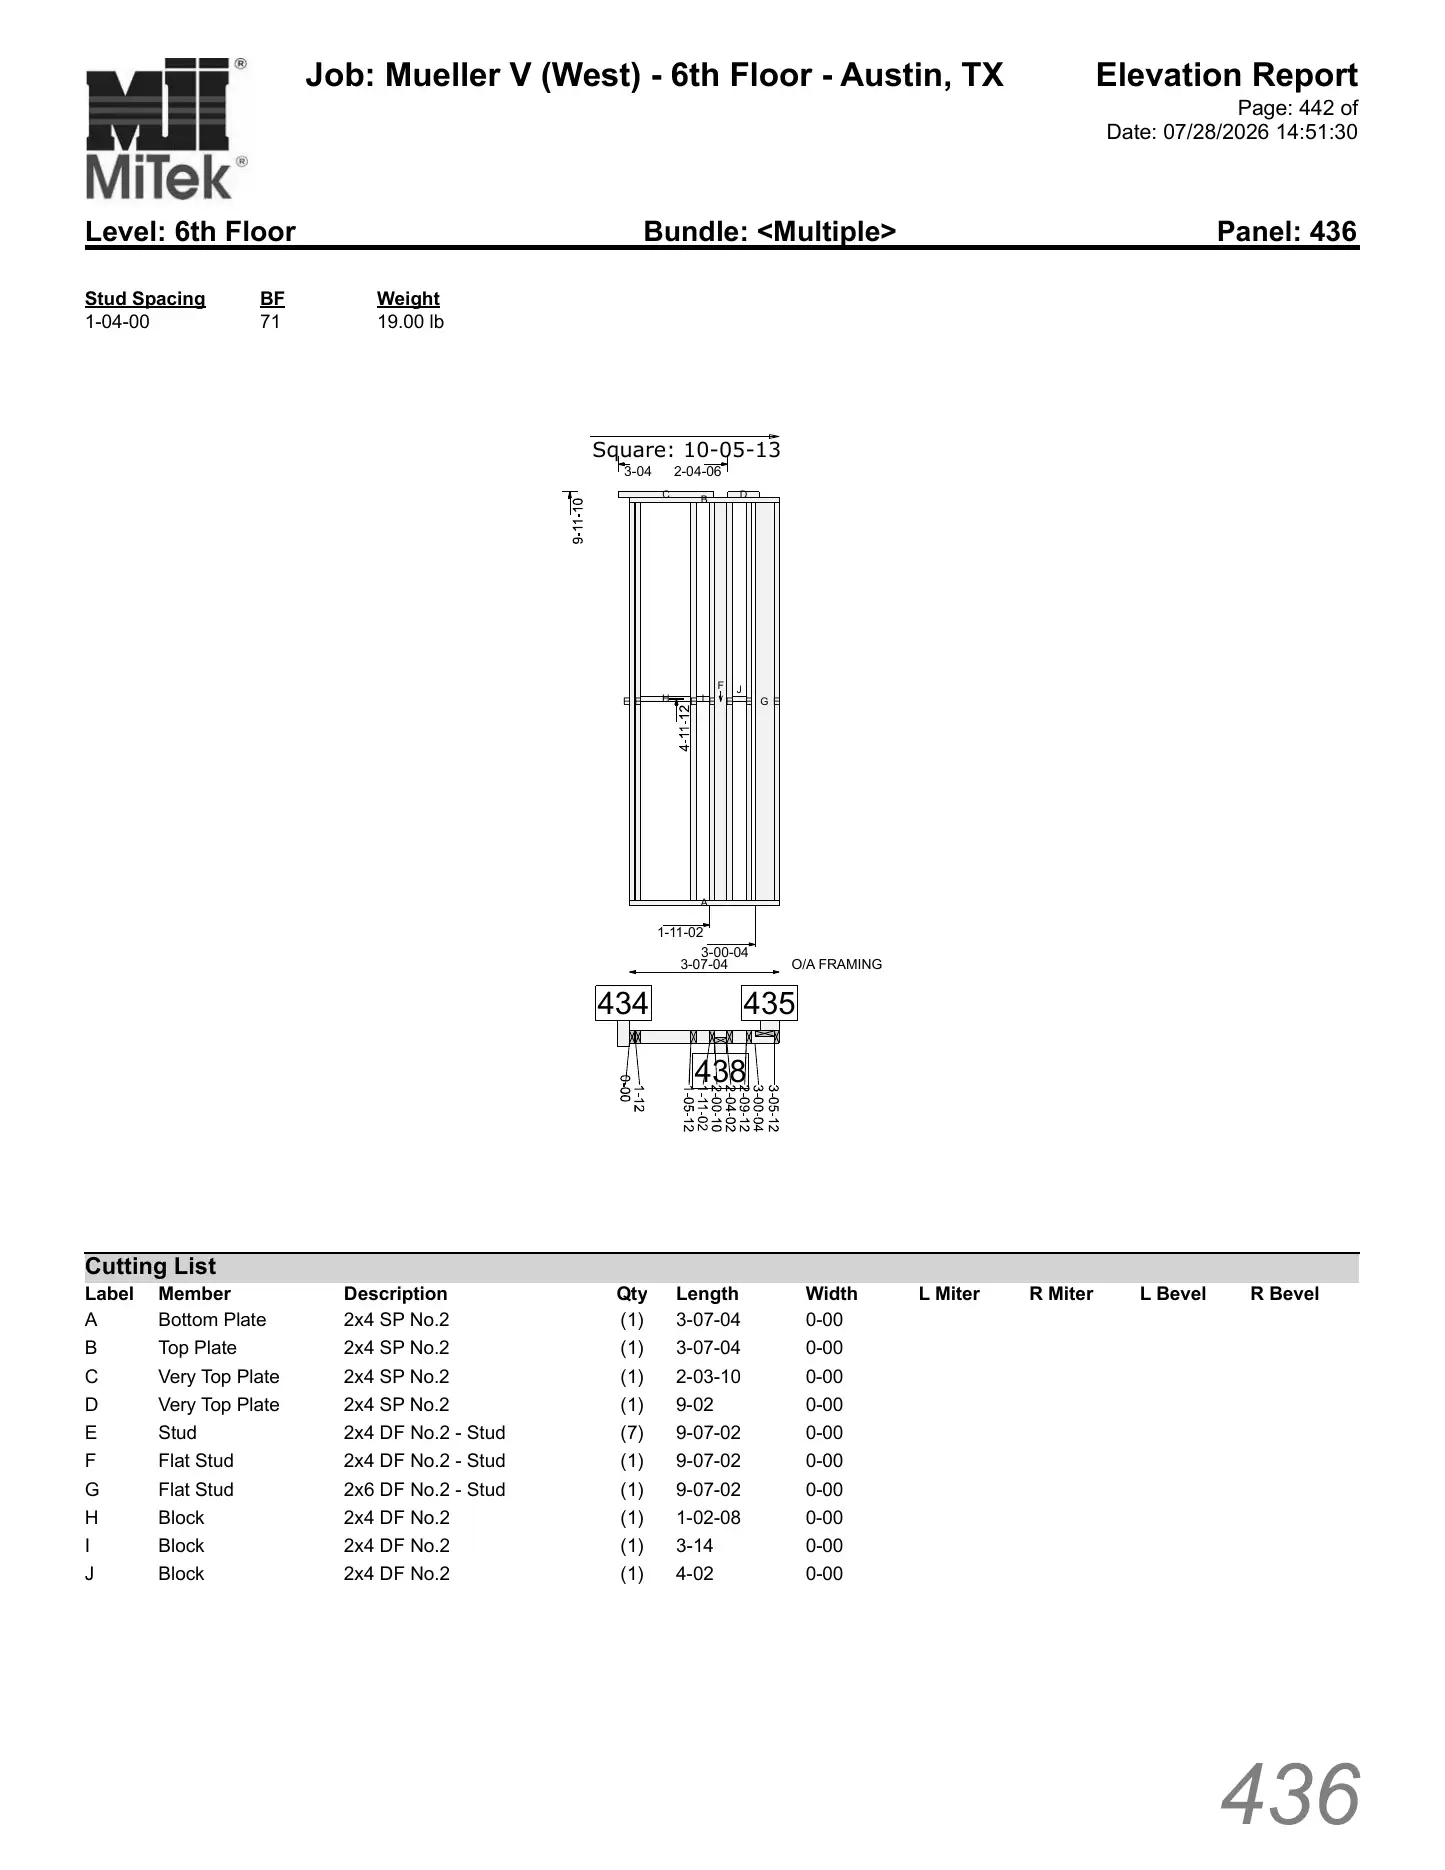 Job: Mueller V (West) - 6th Floor - Austin, TX
Elevation Report
Page: 442 of
Date: 07/28/2026 14:51:30
MiTek®
Level: 6th Floor Bundle: <Multiple> Panel: 436
Stud Spacing BF Weight
1-04-00 71 19.00 lb
Square: 10-05-13
3-04 2-04-06
C D
B
9-11-10
F J
E E H E I E E E G E
4-11-12
A
1-11-02
3-00-04
3-07-04 O/A FRAMING
434 435
438
0-00 1-12 1-05-12 1-11-02 2-00-10 2-04-02 2-09-12 3-00-04 3-05-12
Cutting List
Label Member Description Qty Length Width L Miter R Miter L Bevel R Bevel
A Bottom Plate 2x4 SP No.2 (1) 3-07-04 0-00
B Top Plate 2x4 SP No.2 (1) 3-07-04 0-00
C Very Top Plate 2x4 SP No.2 (1) 2-03-10 0-00
D Very Top Plate 2x4 SP No.2 (1) 9-02 0-00
E Stud 2x4 DF No.2 - Stud (7) 9-07-02 0-00
F Flat Stud 2x4 DF No.2 - Stud (1) 9-07-02 0-00
G Flat Stud 2x6 DF No.2 - Stud (1) 9-07-02 0-00
H Block 2x4 DF No.2 (1) 1-02-08 0-00
I Block 2x4 DF No.2 (1) 3-14 0-00
J Block 2x4 DF No.2 (1) 4-02 0-00
436